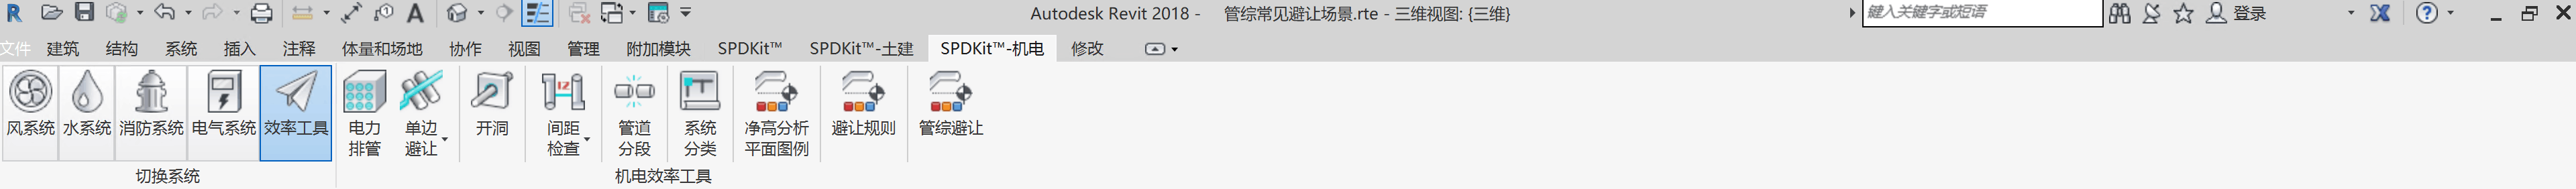 Autodesk Revit 2018 - 管综常见避让场景.rte - 三维视图: {三维}
键入关键字或短语
登录
文件 建筑 结构 系统 插入 注释 体量和场地 协作 视图 管理 附加模块 SPDKit™ SPDKit™-土建 SPDKit™-机电 修改
风系统 水系统 消防系统 电气系统 效率工具 电力 单边 开洞 间距 管道 系统 净高分析 避让规则 管综避让
排管 避让 检查 分段 分类 平面图例
切换系统 机电效率工具